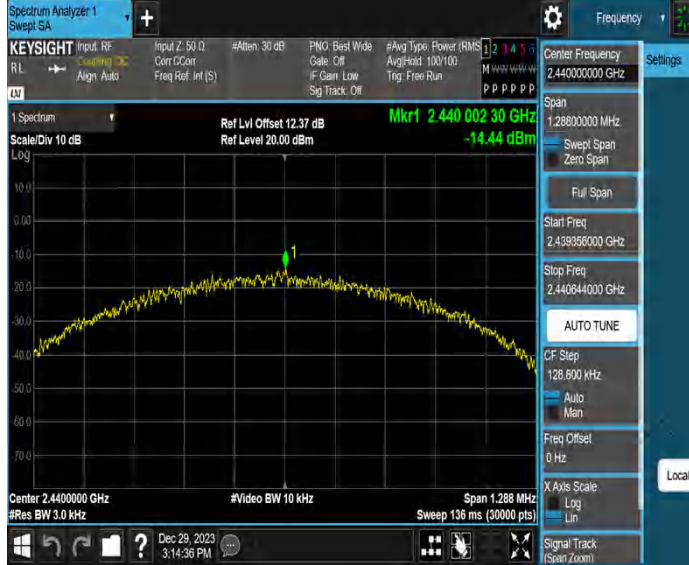 Spectrum Analyzer 1
Swept SA
+
Frequency
KEYSIGHT
RL
Input: RF
Coupling: DC
Align: Auto
Input Z: 50 Ω
Corr CCorr
Freq Ref: Int (S)
#Atten: 30 dB
PNO: Best Wide
Gate: Off
IF Gain: Low
Sig Track: Off
#Avg Type: Power (RMS
Avg|Hold: 100/100
Trig: Free Run
1 2 3 4 5 6
M W W W W W
P P P P P P
LXI
1 Spectrum
Scale/Div 10 dB
Ref Lvl Offset 12.37 dB
Ref Level 20.00 dBm
Mkr1 2.440 002 30 GHz
-14.44 dBm
Log
10.0
0.00
-10.0
-20.0
-30.0
-40.0
-50.0
-60.0
-70.0
1
Center 2.4400000 GHz
#Res BW 3.0 kHz
#Video BW 10 kHz
Span 1.288 MHz
Sweep 136 ms (30000 pts)
?
Dec 29, 2023
3:14:36 PM
Center Frequency
2.440000000 GHz
Settings
Span
1.28800000 MHz
Swept Span
Zero Span
Full Span
Start Freq
2.439356000 GHz
Stop Freq
2.440644000 GHz
AUTO TUNE
CF Step
128.800 kHz
Auto
Man
Freq Offset
0 Hz
X Axis Scale
Log
Lin
Local
Signal Track
(Span Zoom)